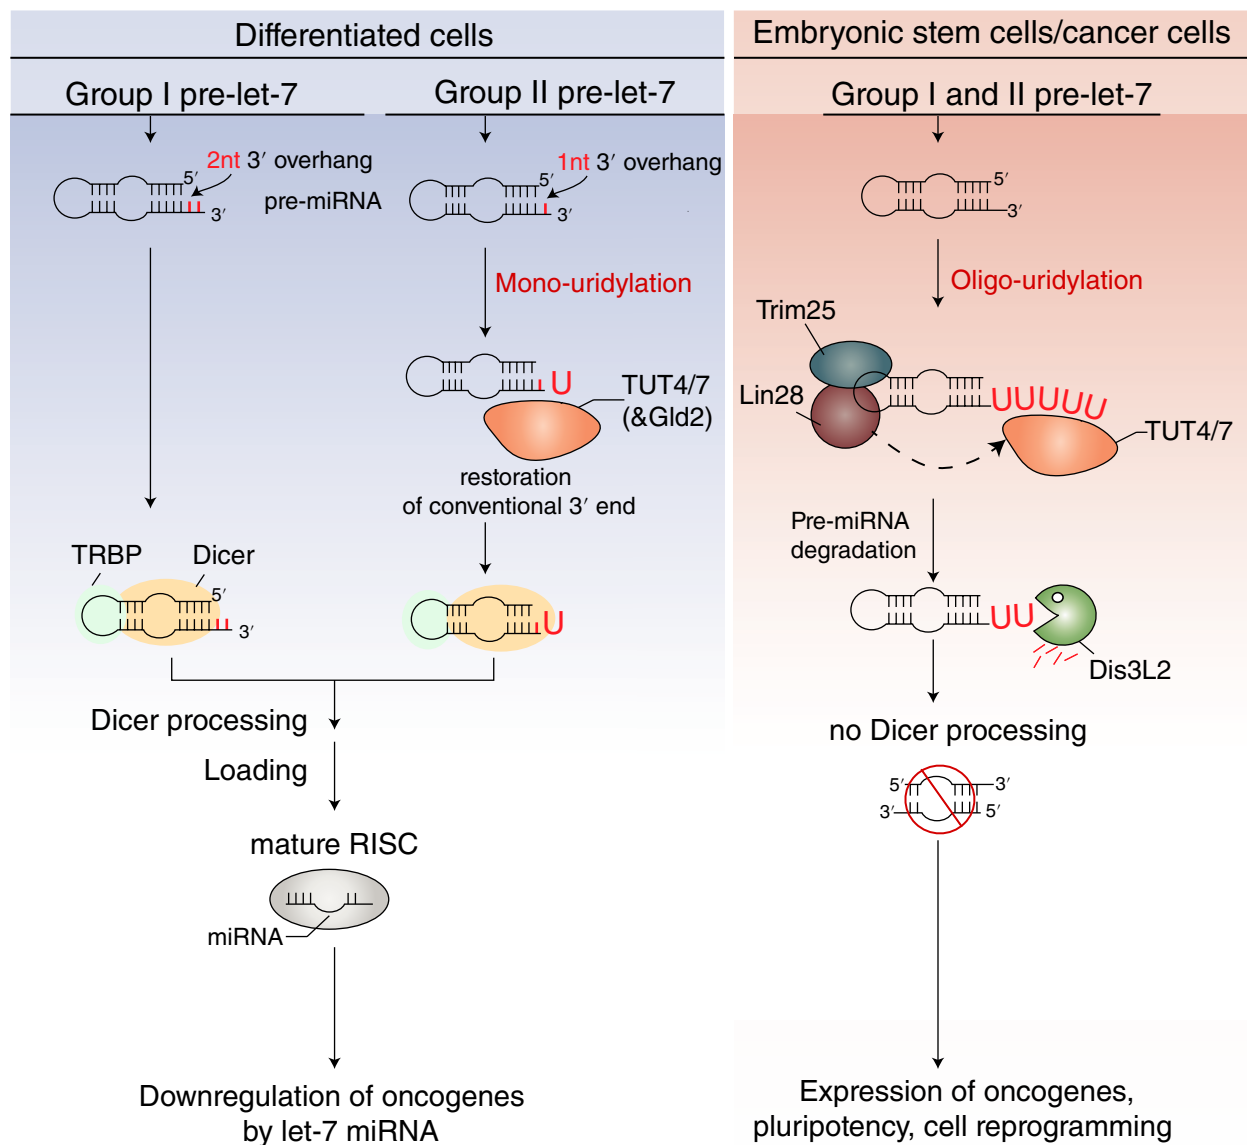 Differentiated cells
Group I pre-let-7
Group II pre-let-7
2nt 3′ overhang
5′
pre-miRNA
3′
1nt 3′ overhang
5′
3′
Mono-uridylation
U
TUT4/7
(&Gld2)
restoration
of conventional 3′ end
TRBP
Dicer
5′
3′
U
Dicer processing
Loading
mature RISC
miRNA
Downregulation of oncogenes
by let-7 miRNA
Embryonic stem cells/cancer cells
Group I and II pre-let-7
5′
3′
Oligo-uridylation
Trim25
Lin28
UUUUU
TUT4/7
Pre-miRNA
degradation
UU
Dis3L2
no Dicer processing
5′ 3′
3′ 5′
Expression of oncogenes,
pluripotency, cell reprogramming